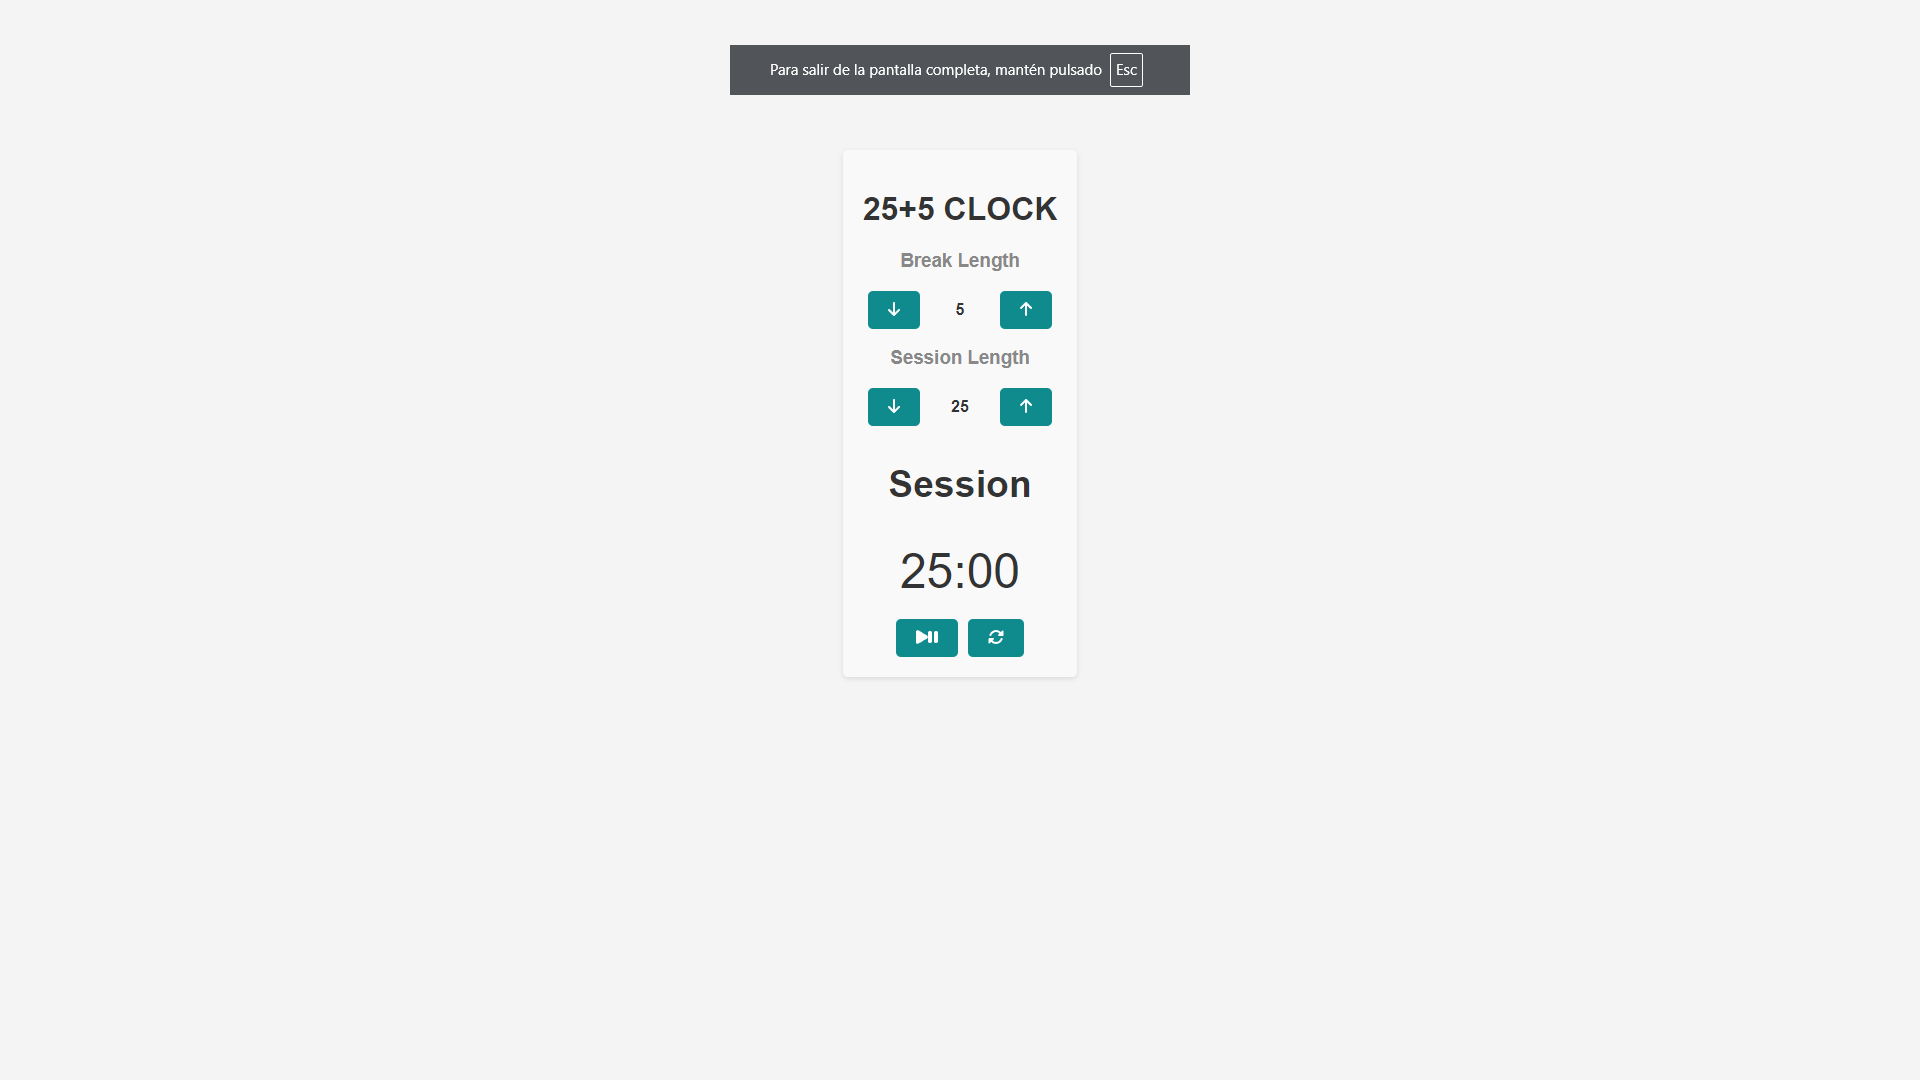 Para salir de la pantalla completa, mantén pulsado Esc
25+5 CLOCK
Break Length
5
Session Length
25
Session
25:00